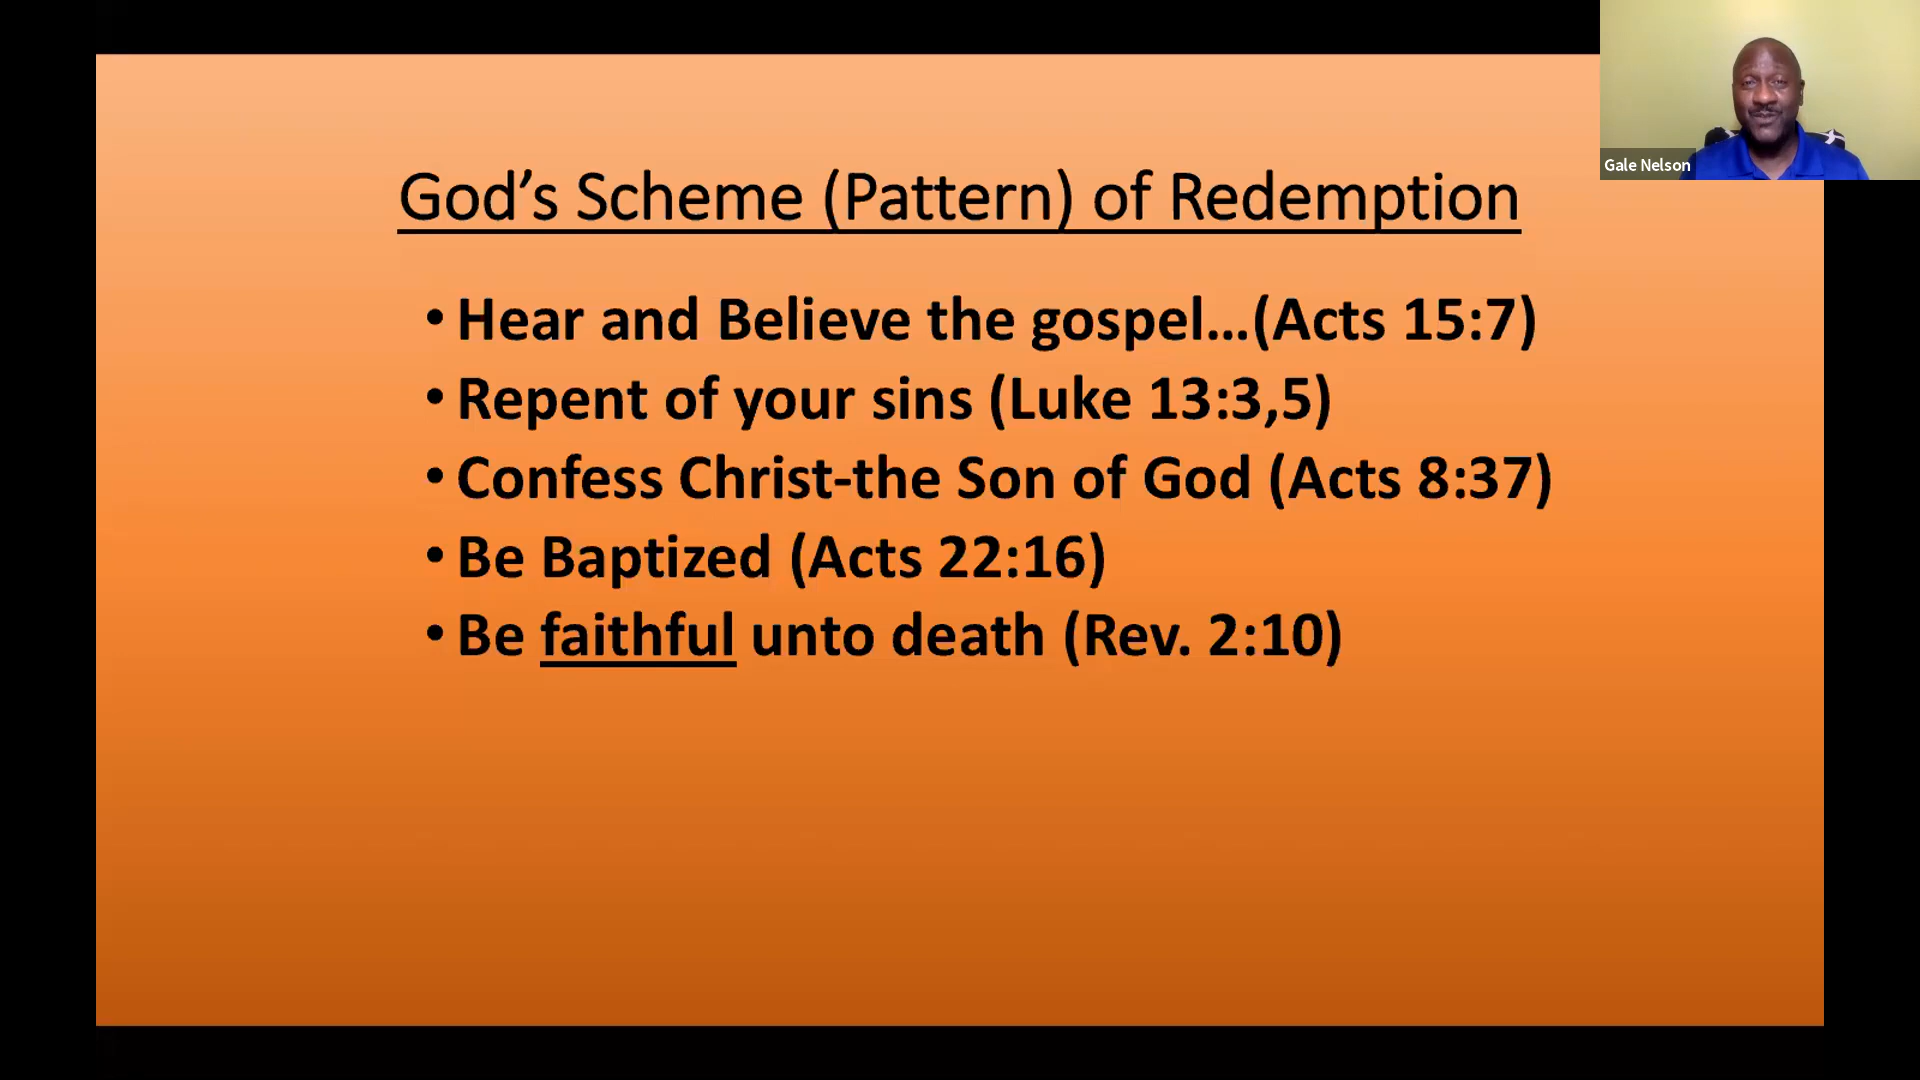 God’s Scheme (Pattern) of Redemption
• Hear and Believe the gospel…(Acts 15:7)
• Repent of your sins (Luke 13:3,5)
• Confess Christ-the Son of God (Acts 8:37)
• Be Baptized (Acts 22:16)
• Be faithful unto death (Rev. 2:10)
Gale Nelson